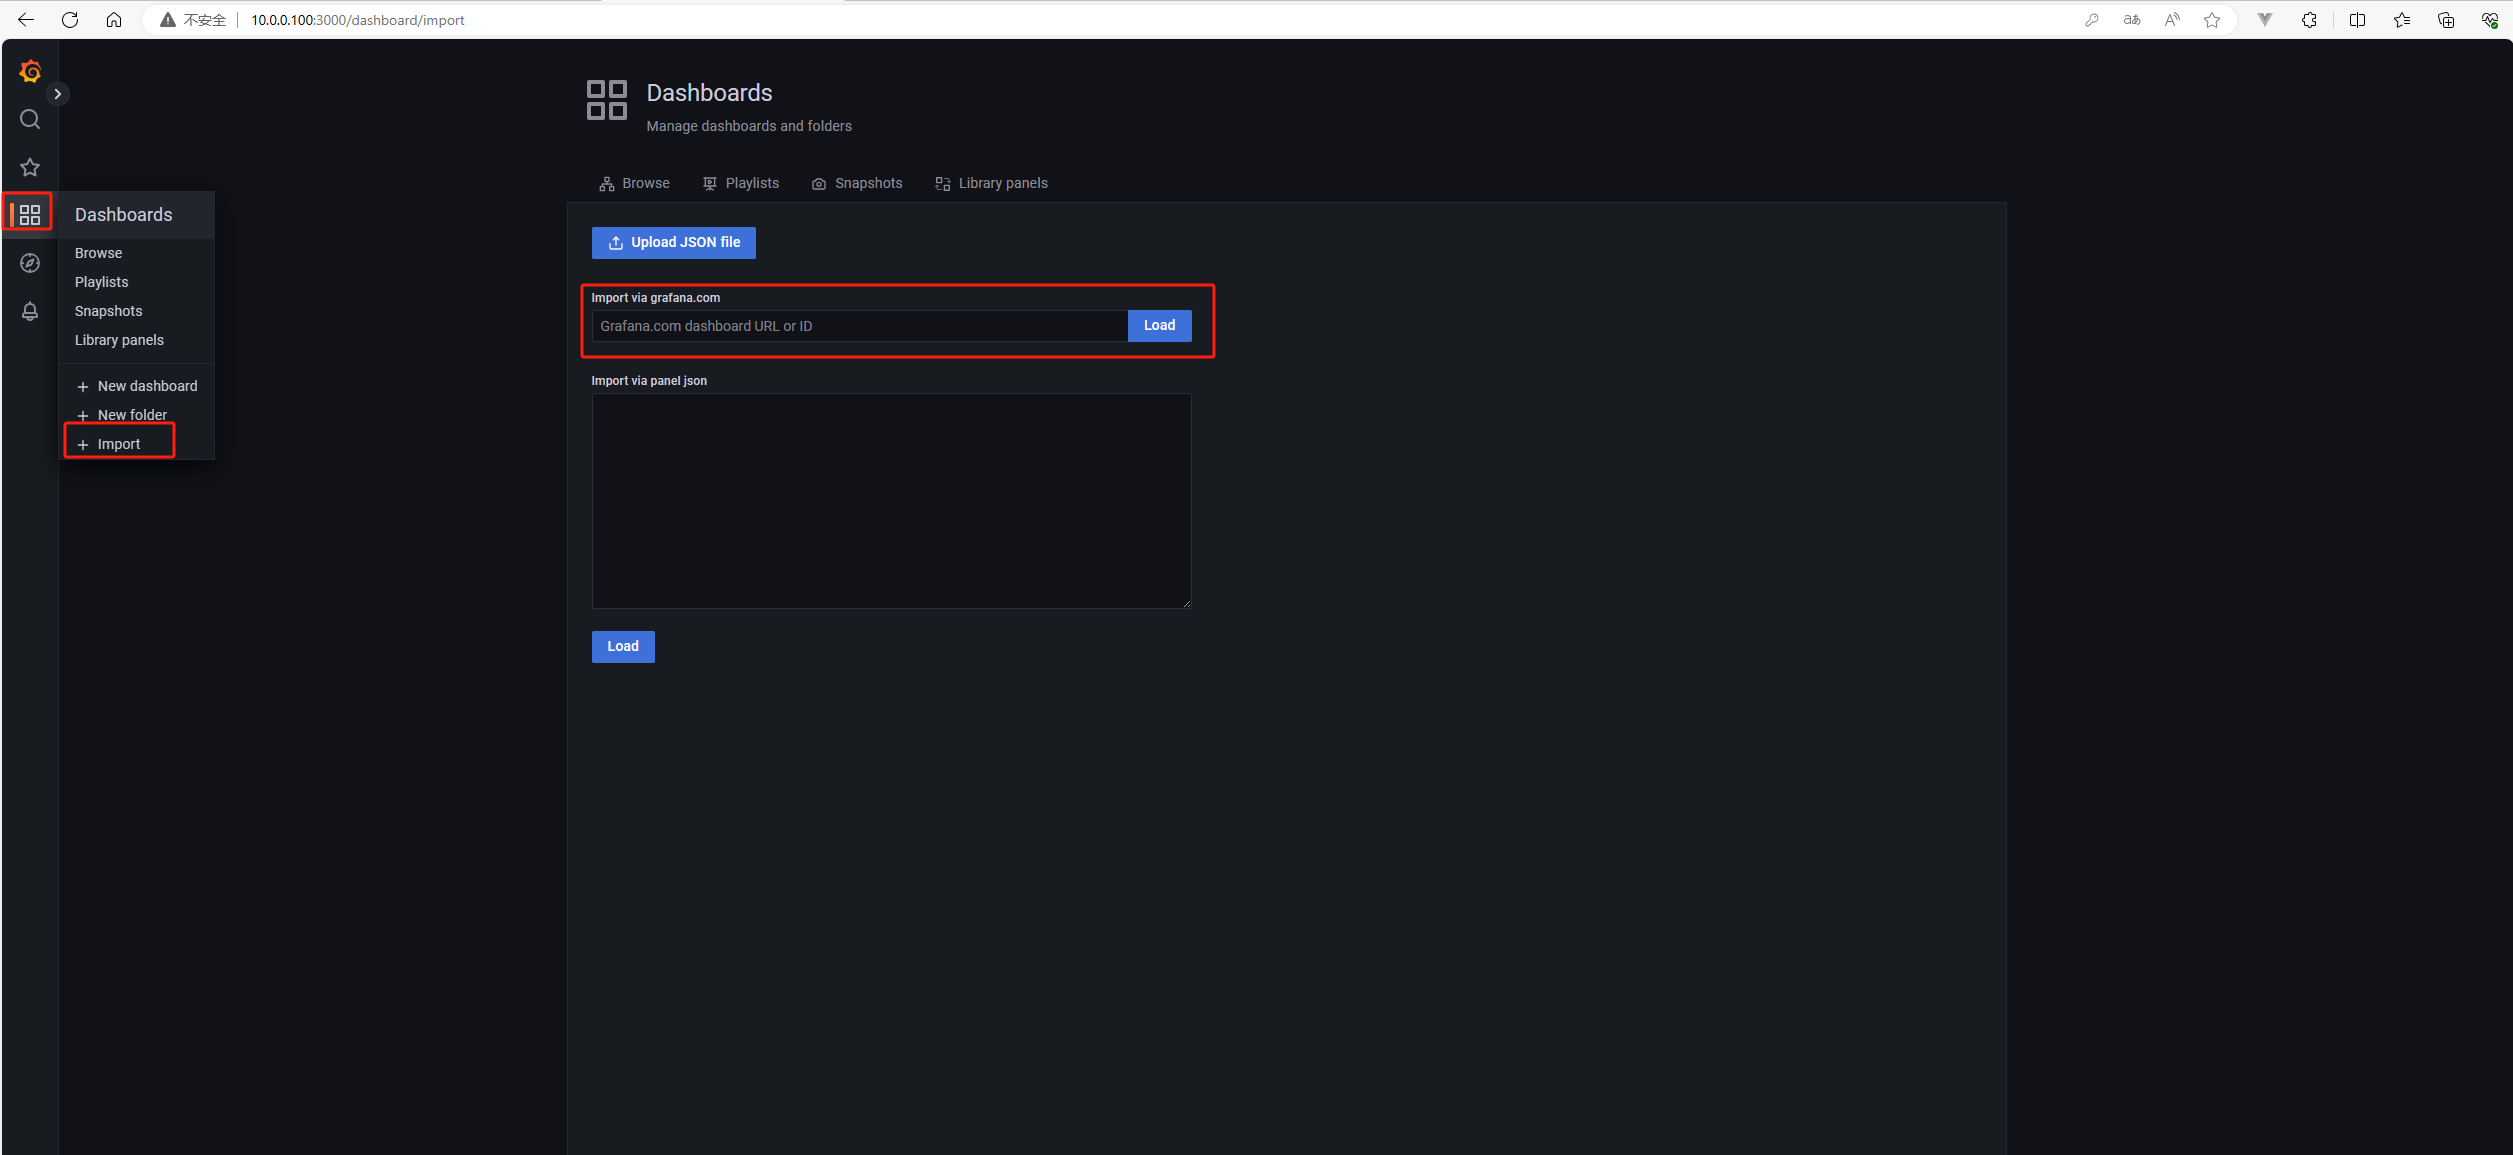 不安全 10.0.0.100:3000/dashboard/import
Dashboards
Manage dashboards and folders
Browse Playlists Snapshots Library panels
Dashboards
Browse
Playlists
Snapshots
Library panels
+ New dashboard
+ New folder
+ Import
Upload JSON file
Import via grafana.com
Grafana.com dashboard URL or ID Load
Import via panel json
Load